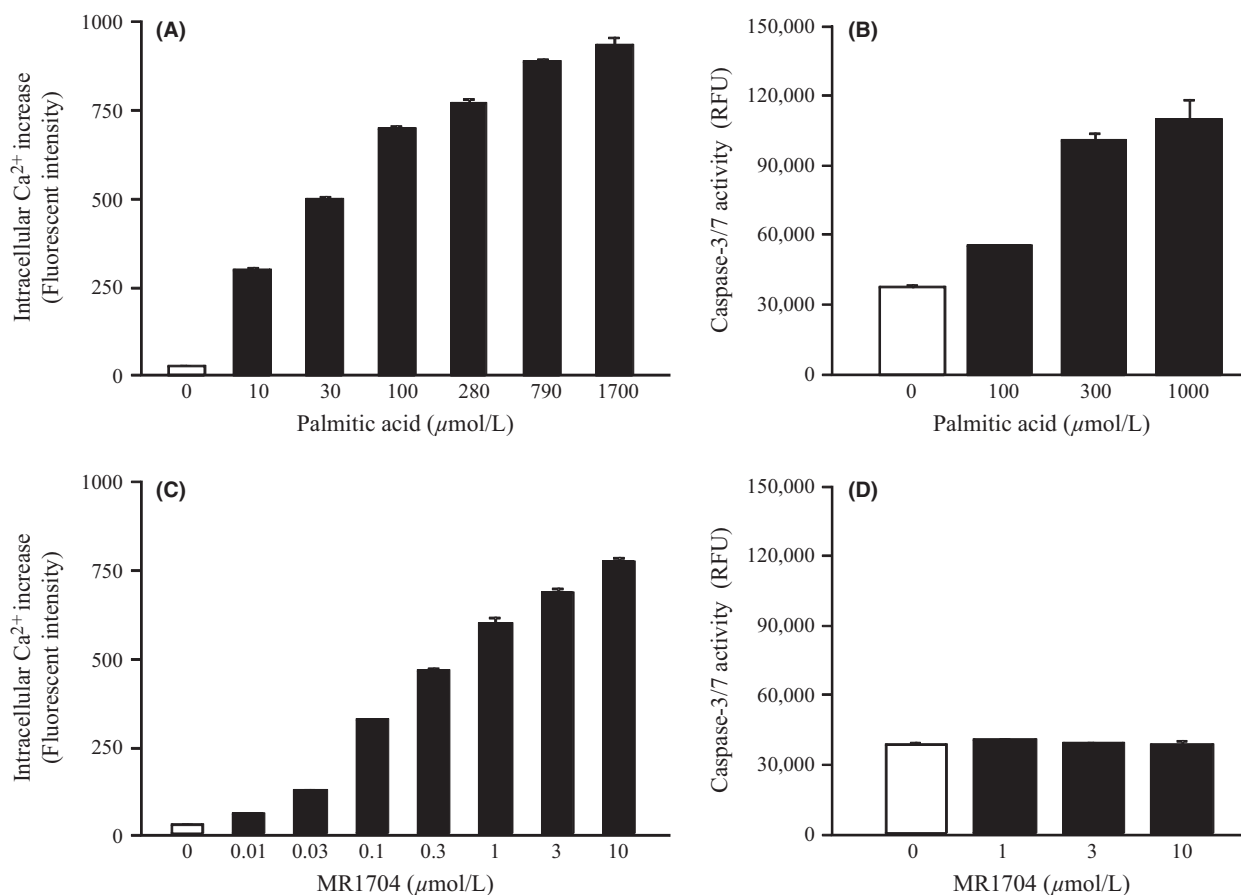 (A)
Intracellular Ca²⁺ increase
(Fluorescent intensity)
1000
750
500
250
0
0 10 30 100 280 790 1700
Palmitic acid (µmol/L)
(B)
Caspase-3/7 activity (RFU)
150,000
120,000
90,000
60,000
30,000
0
0 100 300 1000
Palmitic acid (µmol/L)
(C)
Intracellular Ca²⁺ increase
(Fluorescent intensity)
1000
750
500
250
0
0 0.01 0.03 0.1 0.3 1 3 10
MR1704 (µmol/L)
(D)
Caspase-3/7 activity (RFU)
150,000
120,000
90,000
60,000
30,000
0
0 1 3 10
MR1704 (µmol/L)